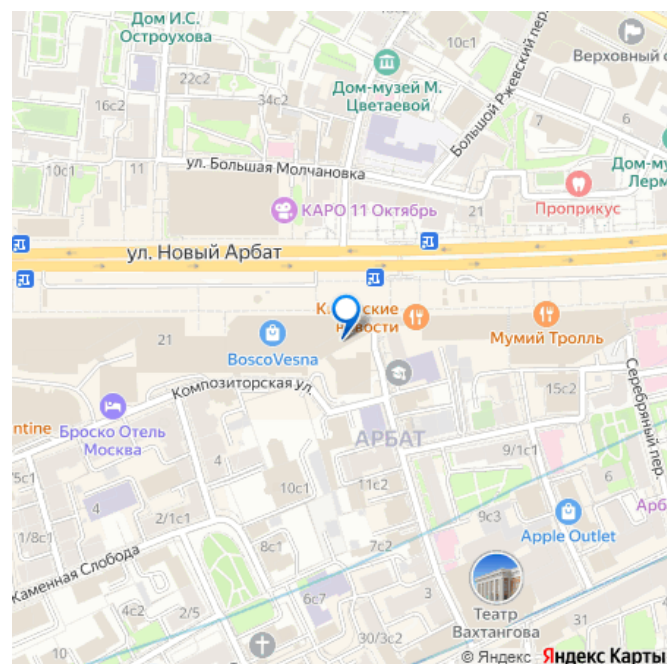 Дом И.С.
Остроухова
10с1
Верховный с
22с2
Дом-музей М.
Цветаевой
Большой Ржевский пер.
16с2
34с2
6
7
10с1
11
ул. Большая Молчановка
Дом-му
Лерм
Проприкус
21
КАРО 11 Октябрь
ул. Новый Арбат
К
ские
новости
21
BoscoVesna
Мумий Тролль
Композиторская ул.
15с2
Серебряный пер.
ntine
Броско Отель
Москва
АРБАТ
9/1с1
/5с1
4
10с1
11с2
6
Арб
2/1с1
9с3
1/8с1
8с1
7с2
Apple Outlet
Каменная Слобода
4с2
2/5
6с7
3
Театр
Вахтангова
30/3с2
© Яндекс Яндекс Карты